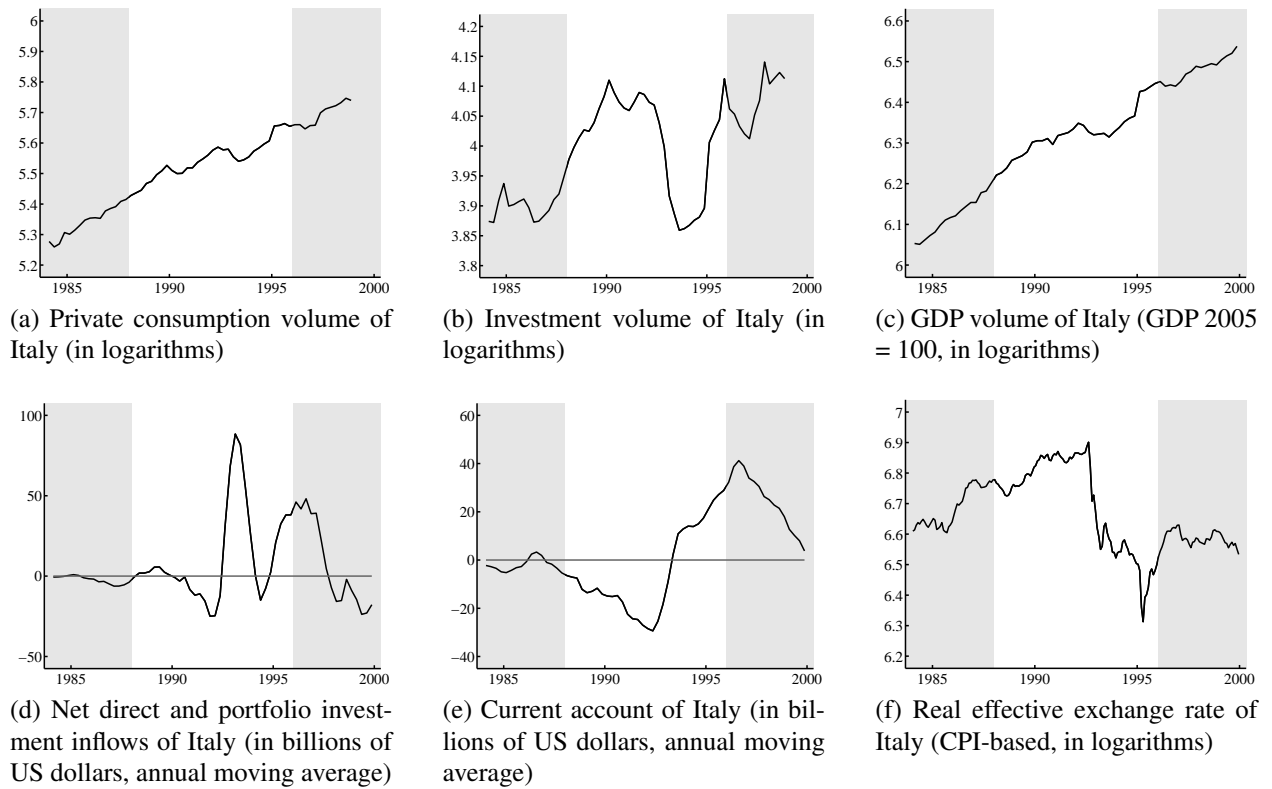 6
5.9
5.8
5.7
5.6
5.5
5.4
5.3
5.2
1985 1990 1995 2000
(a) Private consumption volume of
Italy (in logarithms)
4.2
4.15
4.1
4.05
4
3.95
3.9
3.85
3.8
1985 1990 1995 2000
(b) Investment volume of Italy (in
logarithms)
6.5
6.4
6.3
6.2
6.1
6
1985 1990 1995 2000
(c) GDP volume of Italy (GDP 2005
= 100, in logarithms)
100
50
0
−50
1985 1990 1995 2000
(d) Net direct and portfolio invest-
ment inflows of Italy (in billions of
US dollars, annual moving average)
60
40
20
0
−20
−40
1985 1990 1995 2000
(e) Current account of Italy (in bil-
lions of US dollars, annual moving
average)
7
6.9
6.8
6.7
6.6
6.5
6.4
6.3
6.2
1985 1990 1995 2000
(f) Real effective exchange rate of
Italy (CPI-based, in logarithms)